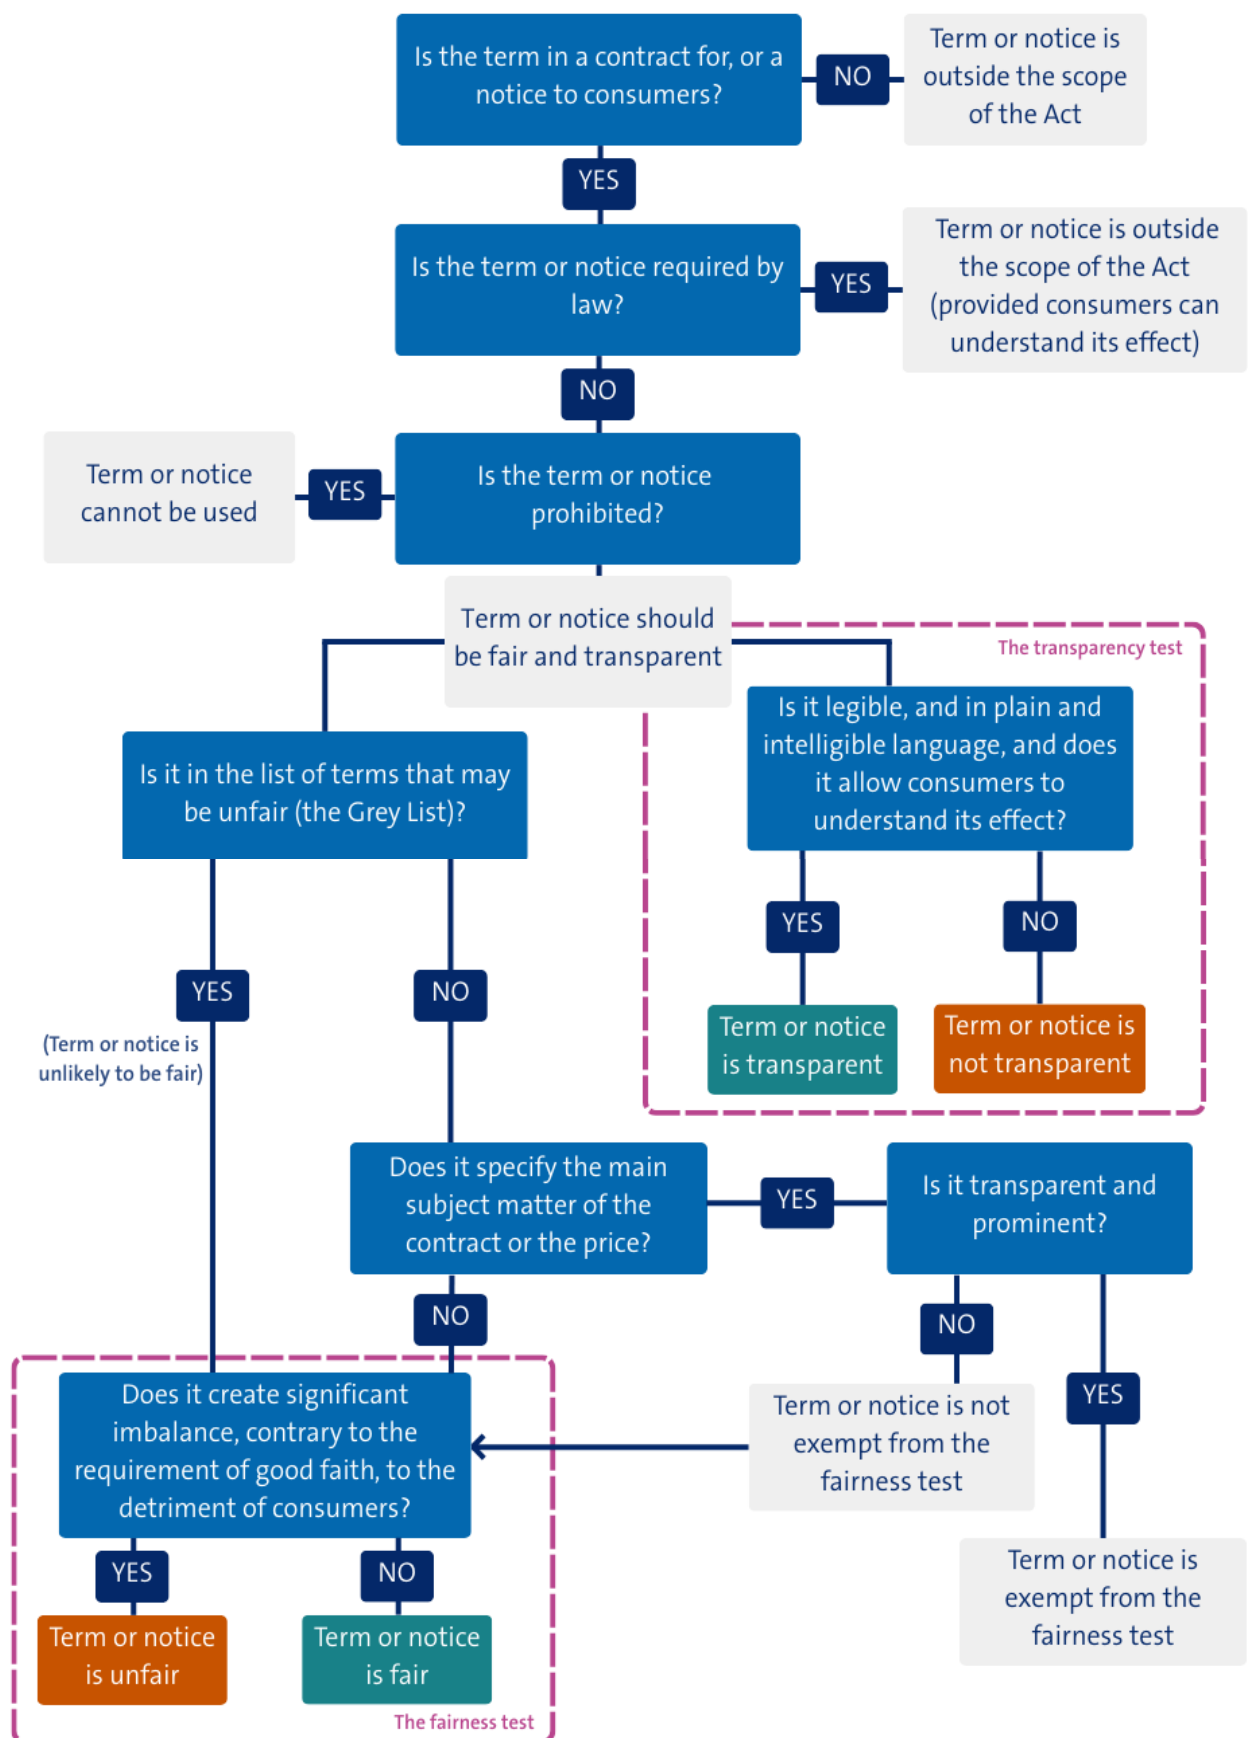 Is the term in a contract for, or a
notice to consumers?
NO
Term or notice is
outside the scope
of the Act
YES
Is the term or notice required by
law?
YES
Term or notice is outside
the scope of the Act
(provided consumers can
understand its effect)
NO
Term or notice
cannot be used
YES
Is the term or notice
prohibited?
Term or notice should
be fair and transparent
The transparency test
Is it legible, and in plain and
intelligible language, and does
it allow consumers to
understand its effect?
YES
NO
Term or notice
is transparent
Term or notice is
not transparent
Is it in the list of terms that may
be unfair (the Grey List)?
YES
NO
(Term or notice is
unlikely to be fair)
Does it specify the main
subject matter of the
contract or the price?
YES
Is it transparent and
prominent?
NO
NO
YES
Term or notice is not
exempt from the
fairness test
Term or notice is
exempt from the
fairness test
Does it create significant
imbalance, contrary to the
requirement of good faith, to the
detriment of consumers?
YES
NO
Term or notice
is unfair
Term or notice
is fair
The fairness test